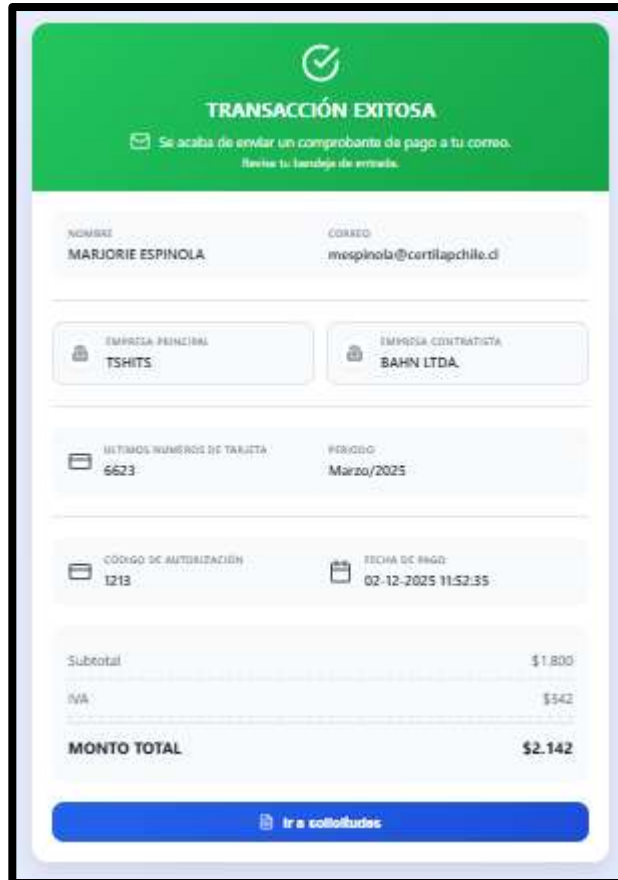 TRANSACCIÓN EXITOSA
Se acaba de enviar un comprobante de pago a tu correo.
Revisa tu bandeja de entrada.
NOMBRE
MARJORIE ESPINOLA
CORREO
mespinola@certilapchile.cl
EMPRESA PRINCIPAL
TSHITS
EMPRESA CONTRATISTA
BAHN LTDA.
ULTIMOS NUMEROS DE TARJETA
6623
PERIODO
Marzo/2025
CÓDIGO DE AUTORIZACIÓN
1213
FECHA DE PAGO
02-12-2025 11:52:35
Subtotal $1.800
IVA $342
MONTO TOTAL $2.142
Ir a solicitudes